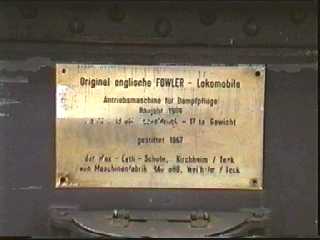 Original englische FOWLER - Lokomobile
Antriebsmaschine für Dampfpflüge
Baujahr
- 17 to Gewicht
gestiftet 1967
der Max - Eyth - Schule, Kirchheim / Teck
von Maschinenfabrik Weilheim / Teck